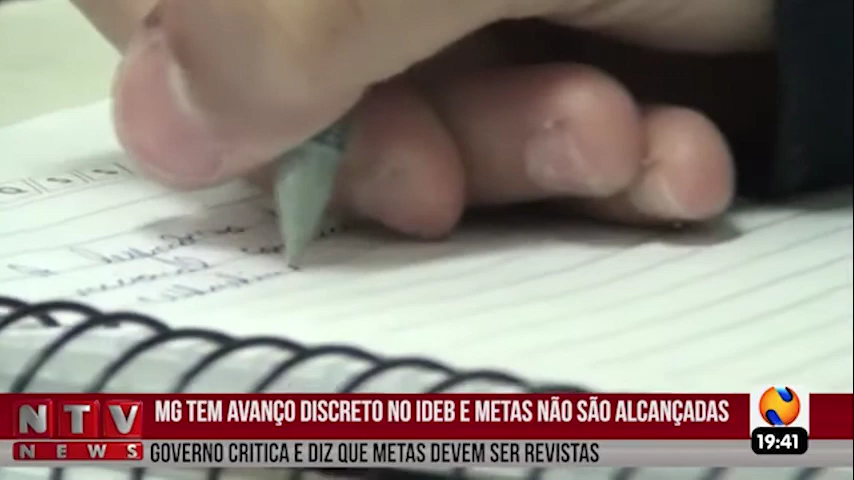 MG TEM AVANÇO DISCRETO NO IDEB E METAS NÃO SÃO ALCANÇADAS
NTV
NEWS
GOVERNO CRITICA E DIZ QUE METAS DEVEM SER REVISTAS
19:41